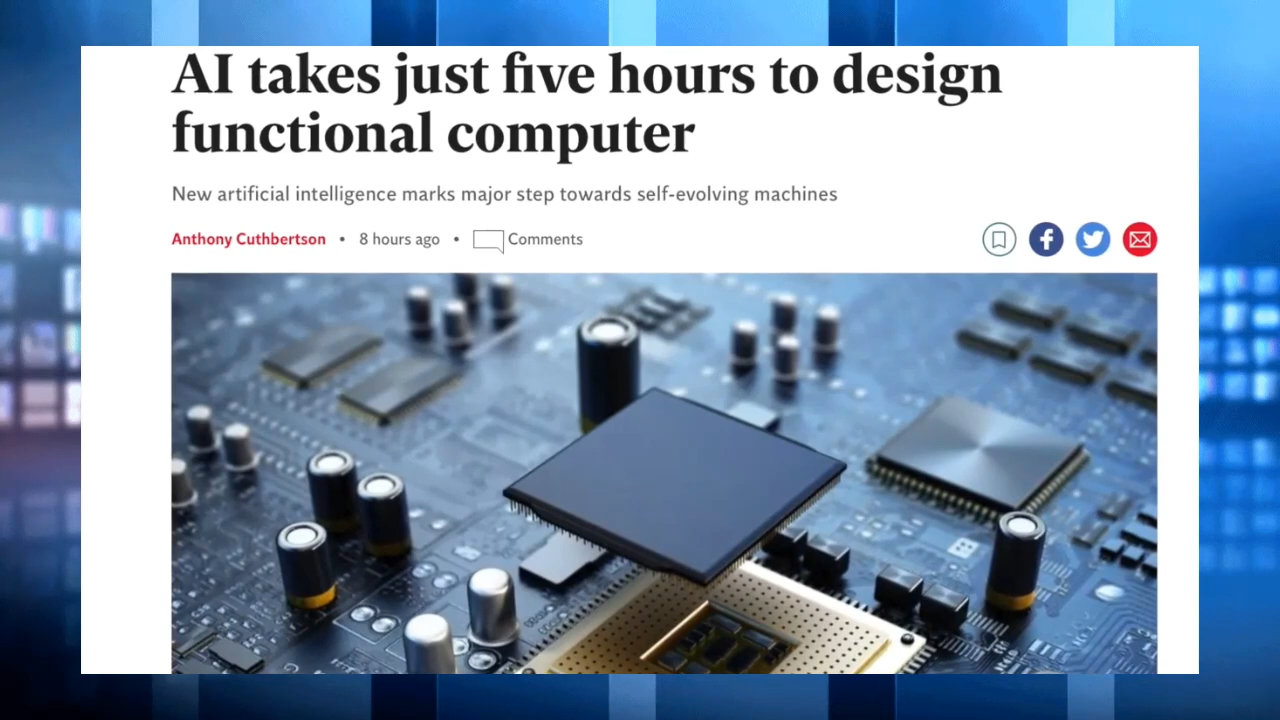 AI takes just five hours to design
functional computer
New artificial intelligence marks major step towards self-evolving machines
Anthony Cuthbertson • 8 hours ago • Comments